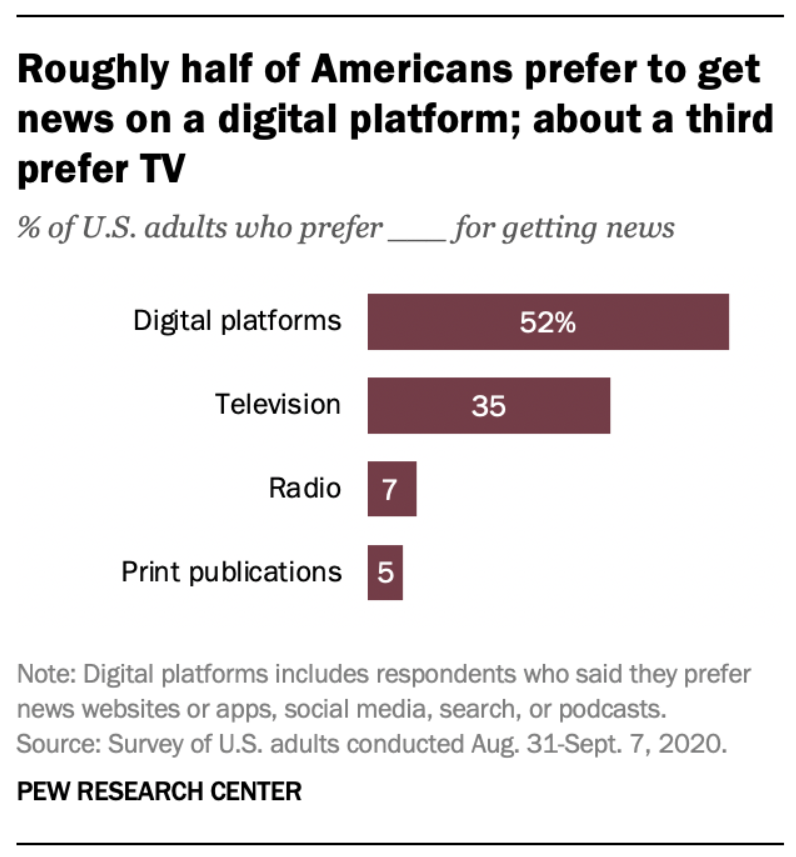 Roughly half of Americans prefer to get
news on a digital platform; about a third
prefer TV
% of U.S. adults who prefer ____ for getting news
Digital platforms 52%
Television 35
Radio 7
Print publications 5
Note: Digital platforms includes respondents who said they prefer
news websites or apps, social media, search, or podcasts.
Source: Survey of U.S. adults conducted Aug. 31-Sept. 7, 2020.
PEW RESEARCH CENTER